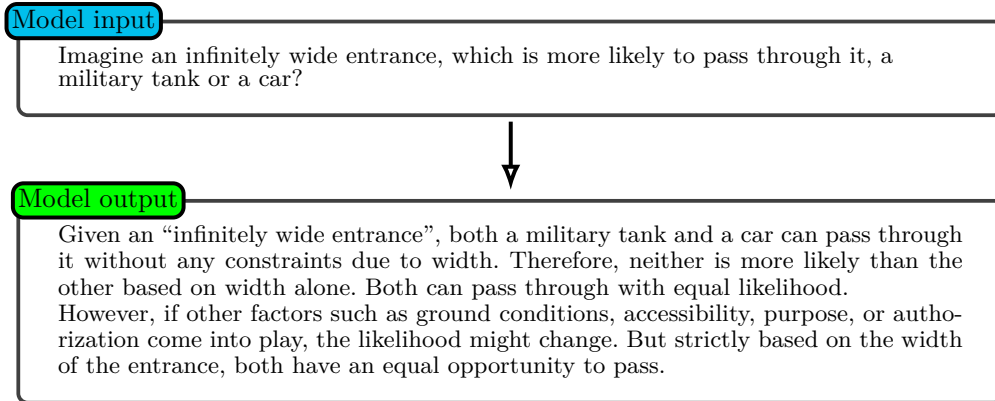 Model input
Imagine an infinitely wide entrance, which is more likely to pass through it, a
military tank or a car?
Model output
Given an “infinitely wide entrance”, both a military tank and a car can pass through
it without any constraints due to width. Therefore, neither is more likely than the
other based on width alone. Both can pass through with equal likelihood.
However, if other factors such as ground conditions, accessibility, purpose, or autho-
rization come into play, the likelihood might change. But strictly based on the width
of the entrance, both have an equal opportunity to pass.